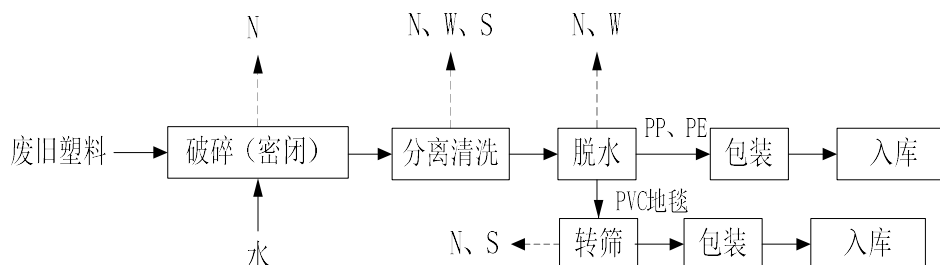 N
N、W、S
N、W
废旧塑料
破碎（密闭）
分离清洗
脱水
PP、PE
包装
入库
水
PVC地毯
N、S
转筛
包装
入库